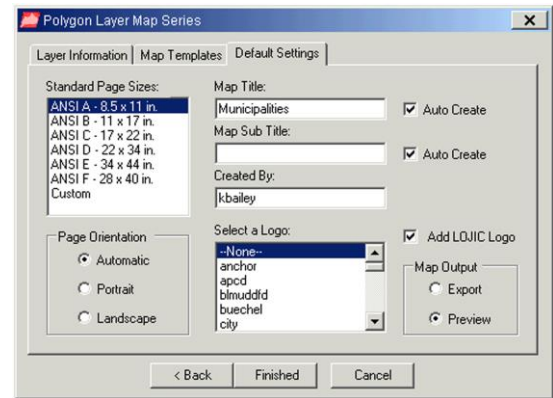 Polygon Layer Map Series
Layer Information Map Templates Default Settings
Standard Page Sizes:
ANSI A - 8.5 x 11 in.
ANSI B - 11 x 17 in.
ANSI C - 17 x 22 in.
ANSI D - 22 x 34 in.
ANSI E - 34 x 44 in.
ANSI F - 28 x 40 in.
Custom
Map Title:
Municipalities
Auto Create
Map Sub Title:
Auto Create
Created By:
kbailey
Page Orientation
Automatic
Portrait
Landscape
Select a Logo:
--None--
anchor
apcd
blmuddfd
buechel
city
Add LOJIC Logo
Map Output
Export
Preview
< Back Finished Cancel